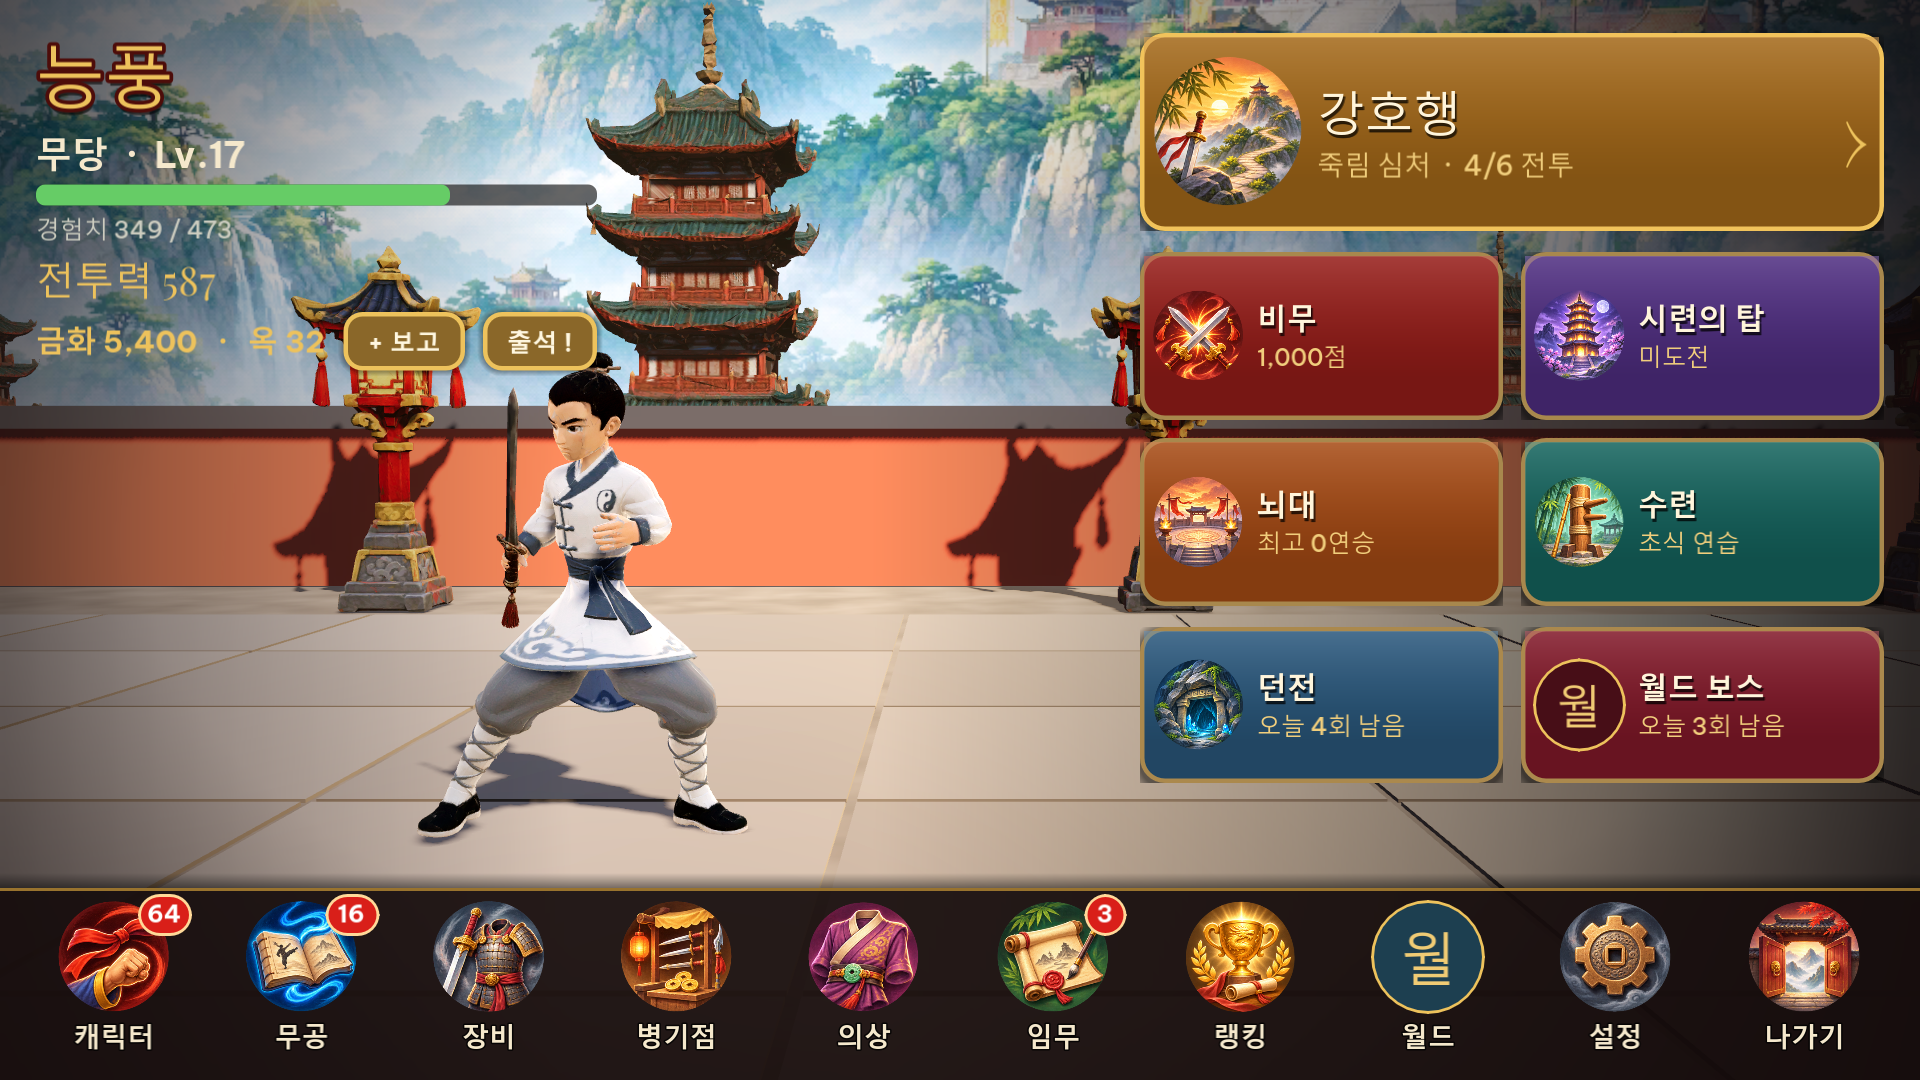 능풍
무당 · Lv.17
경험치 349 / 473
전투력 587
금화 5,400 · 옥 32
+ 보고
출석 !
강호행
죽림 심처 · 4/6 전투
비무
1,000점
시련의 탑
미도전
뇌대
최고 0연승
수련
초식 연습
던전
오늘 4회 남음
월
월드 보스
오늘 3회 남음
64
캐릭터
16
무공
장비
병기점
의상
3
임무
랭킹
월
월드
설정
나가기